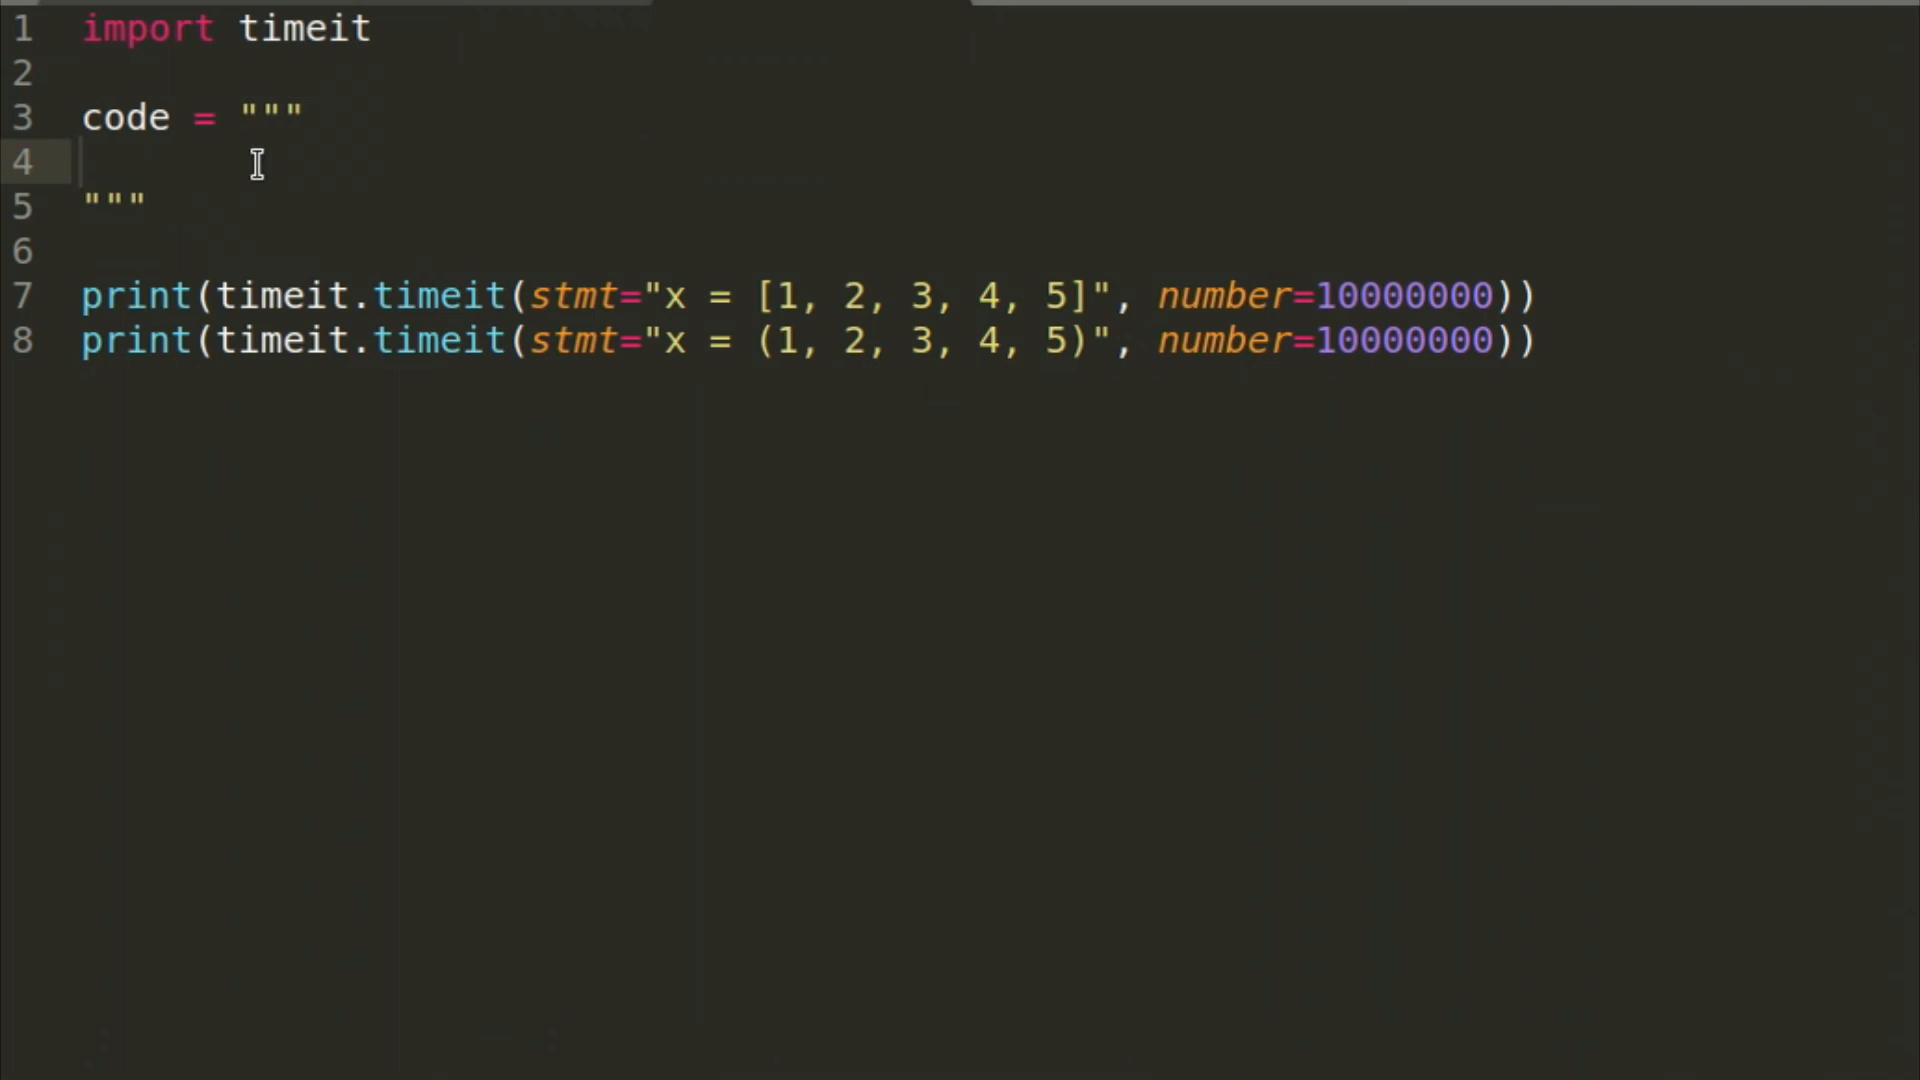 1 import timeit
2
3 code = """
4
5 """
6
7 print(timeit.timeit(stmt="x = [1, 2, 3, 4, 5]", number=10000000))
8 print(timeit.timeit(stmt="x = (1, 2, 3, 4, 5)", number=10000000))